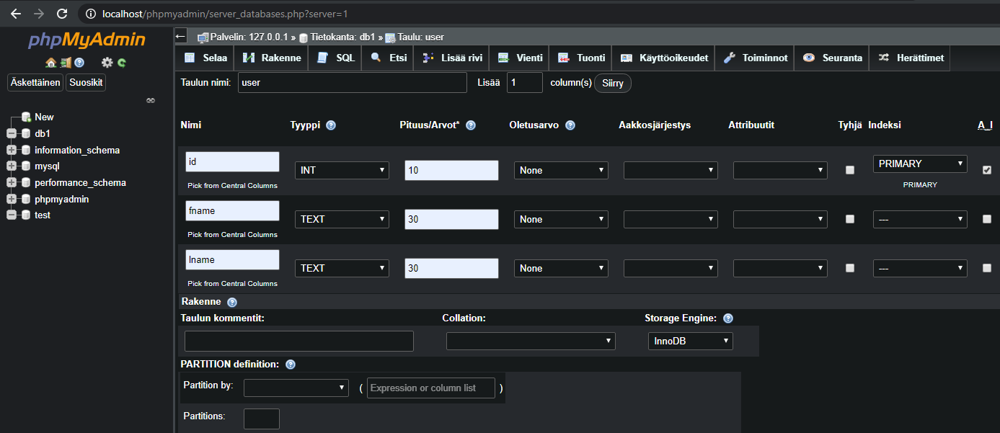 localhost/phpmyadmin/server_databases.php?server=1
phpMyAdmin
Äskettäinen Suosikit
New
db1
information_schema
mysql
performance_schema
phpmyadmin
test
Palvelin: 127.0.0.1 » Tietokanta: db1 » Taulu: user
Selaa Rakenne SQL Etsi Lisää rivi Vienti Tuonti Käyttöoikeudet Toiminnot Seuranta Herättimet
Taulun nimi: user Lisää 1 column(s) Siirry
Nimi Tyyppi Pituus/Arvot* Oletusarvo Aakkosjärjestys Attribuutit Tyhjä Indeksi A_I
id INT 10 None PRIMARY
Pick from Central Columns PRIMARY
fname TEXT 30 None ---
Pick from Central Columns
lname TEXT 30 None ---
Pick from Central Columns
Rakenne
Taulun kommentit: Collation: Storage Engine:
InnoDB
PARTITION definition:
Partition by: ( Expression or column list )
Partitions: